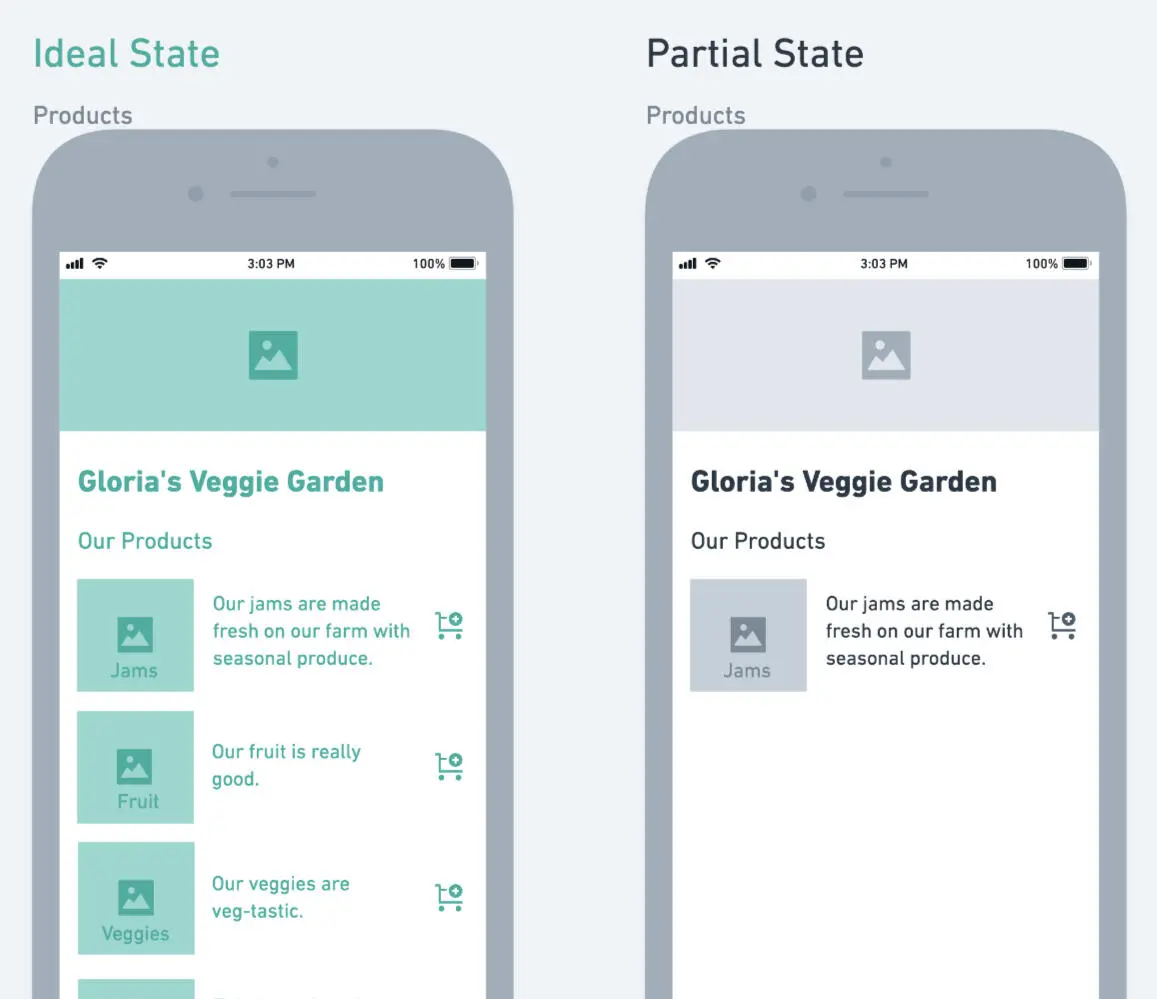 Ideal State
Products
3:03 PM
100%
Gloria's Veggie Garden
Our Products
Jams
Our jams are made
fresh on our farm with
seasonal produce.
Fruit
Our fruit is really
good.
Veggies
Our veggies are
veg-tastic.
Partial State
Products
3:03 PM
100%
Gloria's Veggie Garden
Our Products
Jams
Our jams are made
fresh on our farm with
seasonal produce.